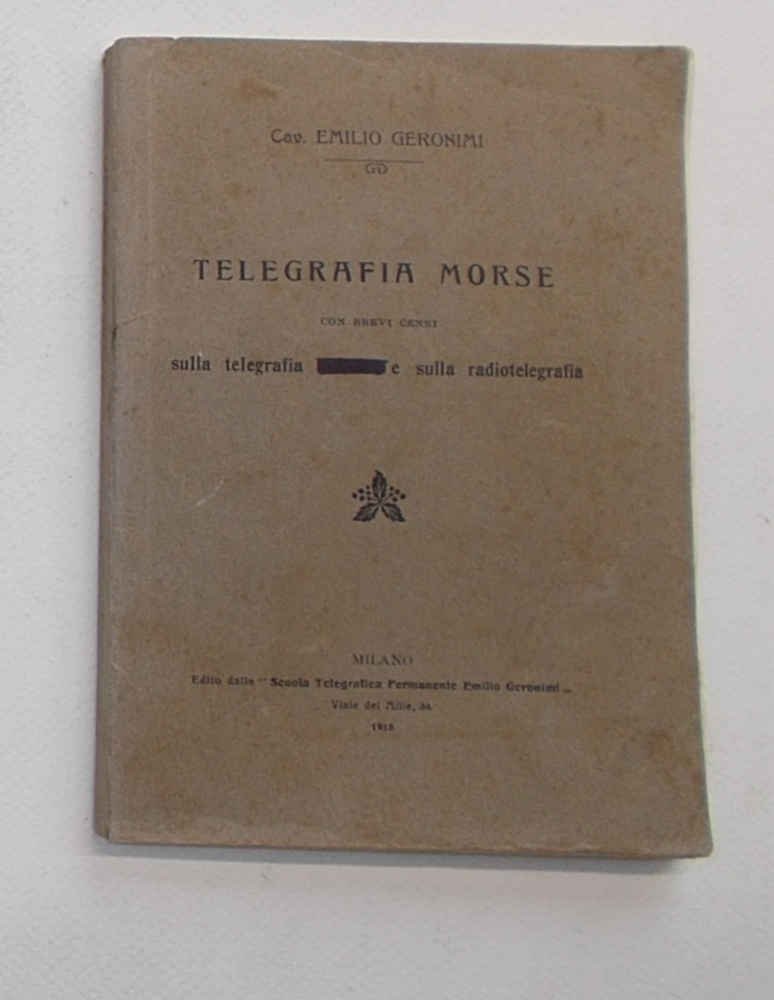 Cav. EMILIO GERONIMI
TELEGRAFIA MORSE
CON BREVI CENNI
sulla telegrafia e sulla radiotelegrafia
MILANO
Edito dalla "Scuola Telegrafica Permanente Emilio Geronimi„
Viale dei Mille,